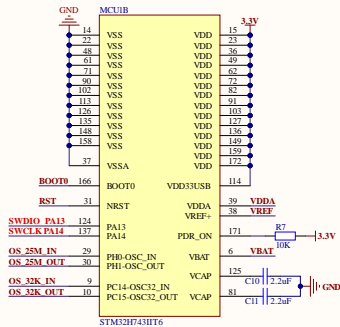 GND MCU1B 3.3V
14 VSS VDD 15
22 VSS VDD 23
48 VSS VDD 36
61 VSS VDD 49
71 VSS VDD 62
90 VSS VDD 72
102 VSS VDD 82
113 VSS VDD 91
126 VSS VDD 103
135 VSS VDD 127
148 VSS VDD 136
158 VSS VDD 149
VDD 159
37 VSSA VDD 172
BOOT0 166 BOOT0 VDD33USB 114
RST 31 NRST VDDA 39 VDDA
VREF+ 38 VREF
SWDIO PA13 124 PA13 R7
SWCLK PA14 137 PA14 PDR_ON 171 10K 3.3V
OS_25M_IN 29 PH0-OSC_IN VBAT 6 VBAT
OS_25M_OUT 30 PH1-OSC_OUT
VCAP 125 C10 2.2uF
OS_32K_IN 9 PC14-OSC32_IN GND
OS_32K_OUT 10 PC15-OSC32_OUT VCAP 81 C11 2.2uF
STM32H743IIT6